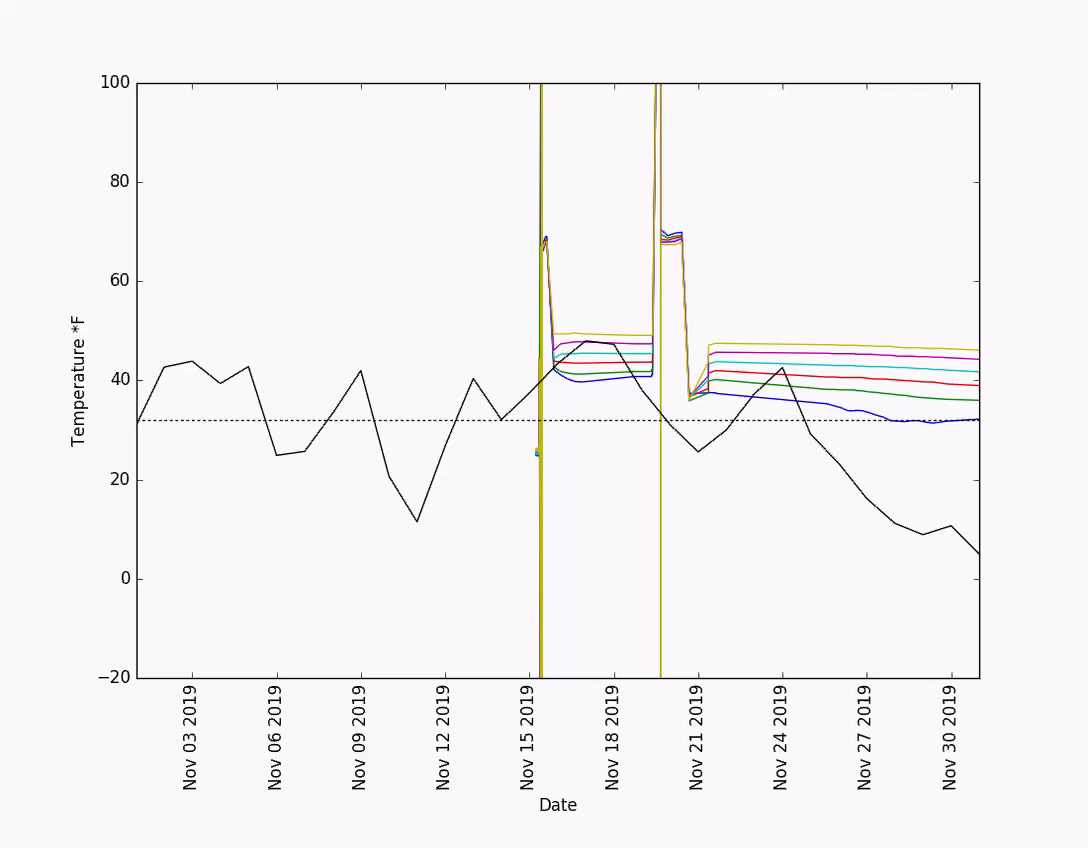 100
80
60
40
20
0
−20
Temperature *F
Nov 03 2019
Nov 06 2019
Nov 09 2019
Nov 12 2019
Nov 15 2019
Nov 18 2019
Nov 21 2019
Nov 24 2019
Nov 27 2019
Nov 30 2019
Date